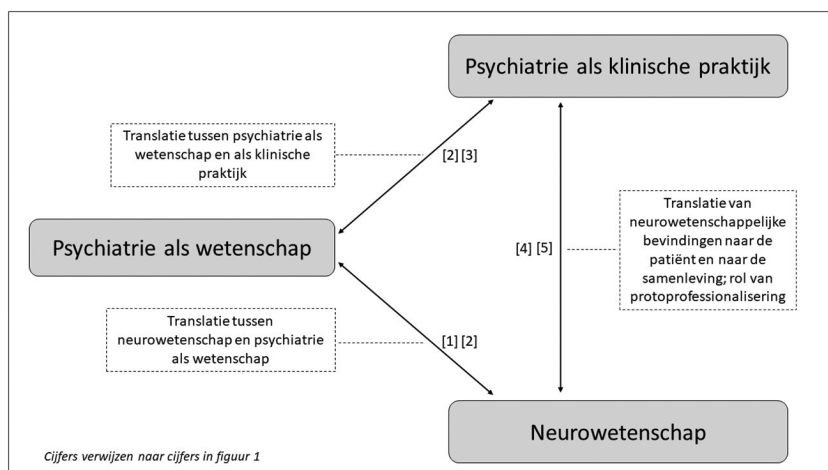 Psychiatrie als klinische praktijk
Translatie tussen psychiatrie als
wetenschap en als klinische
praktijk
[2] [3]
Translatie van
neurowetenschappelijke
bevindingen naar de
patiënt en naar de
samenleving; rol van
protoprofessionalisering
[4] [5]
Psychiatrie als wetenschap
Translatie tussen
neurowetenschap en psychiatrie
als wetenschap
[1] [2]
Neurowetenschap
Cijfers verwijzen naar cijfers in figuur 1